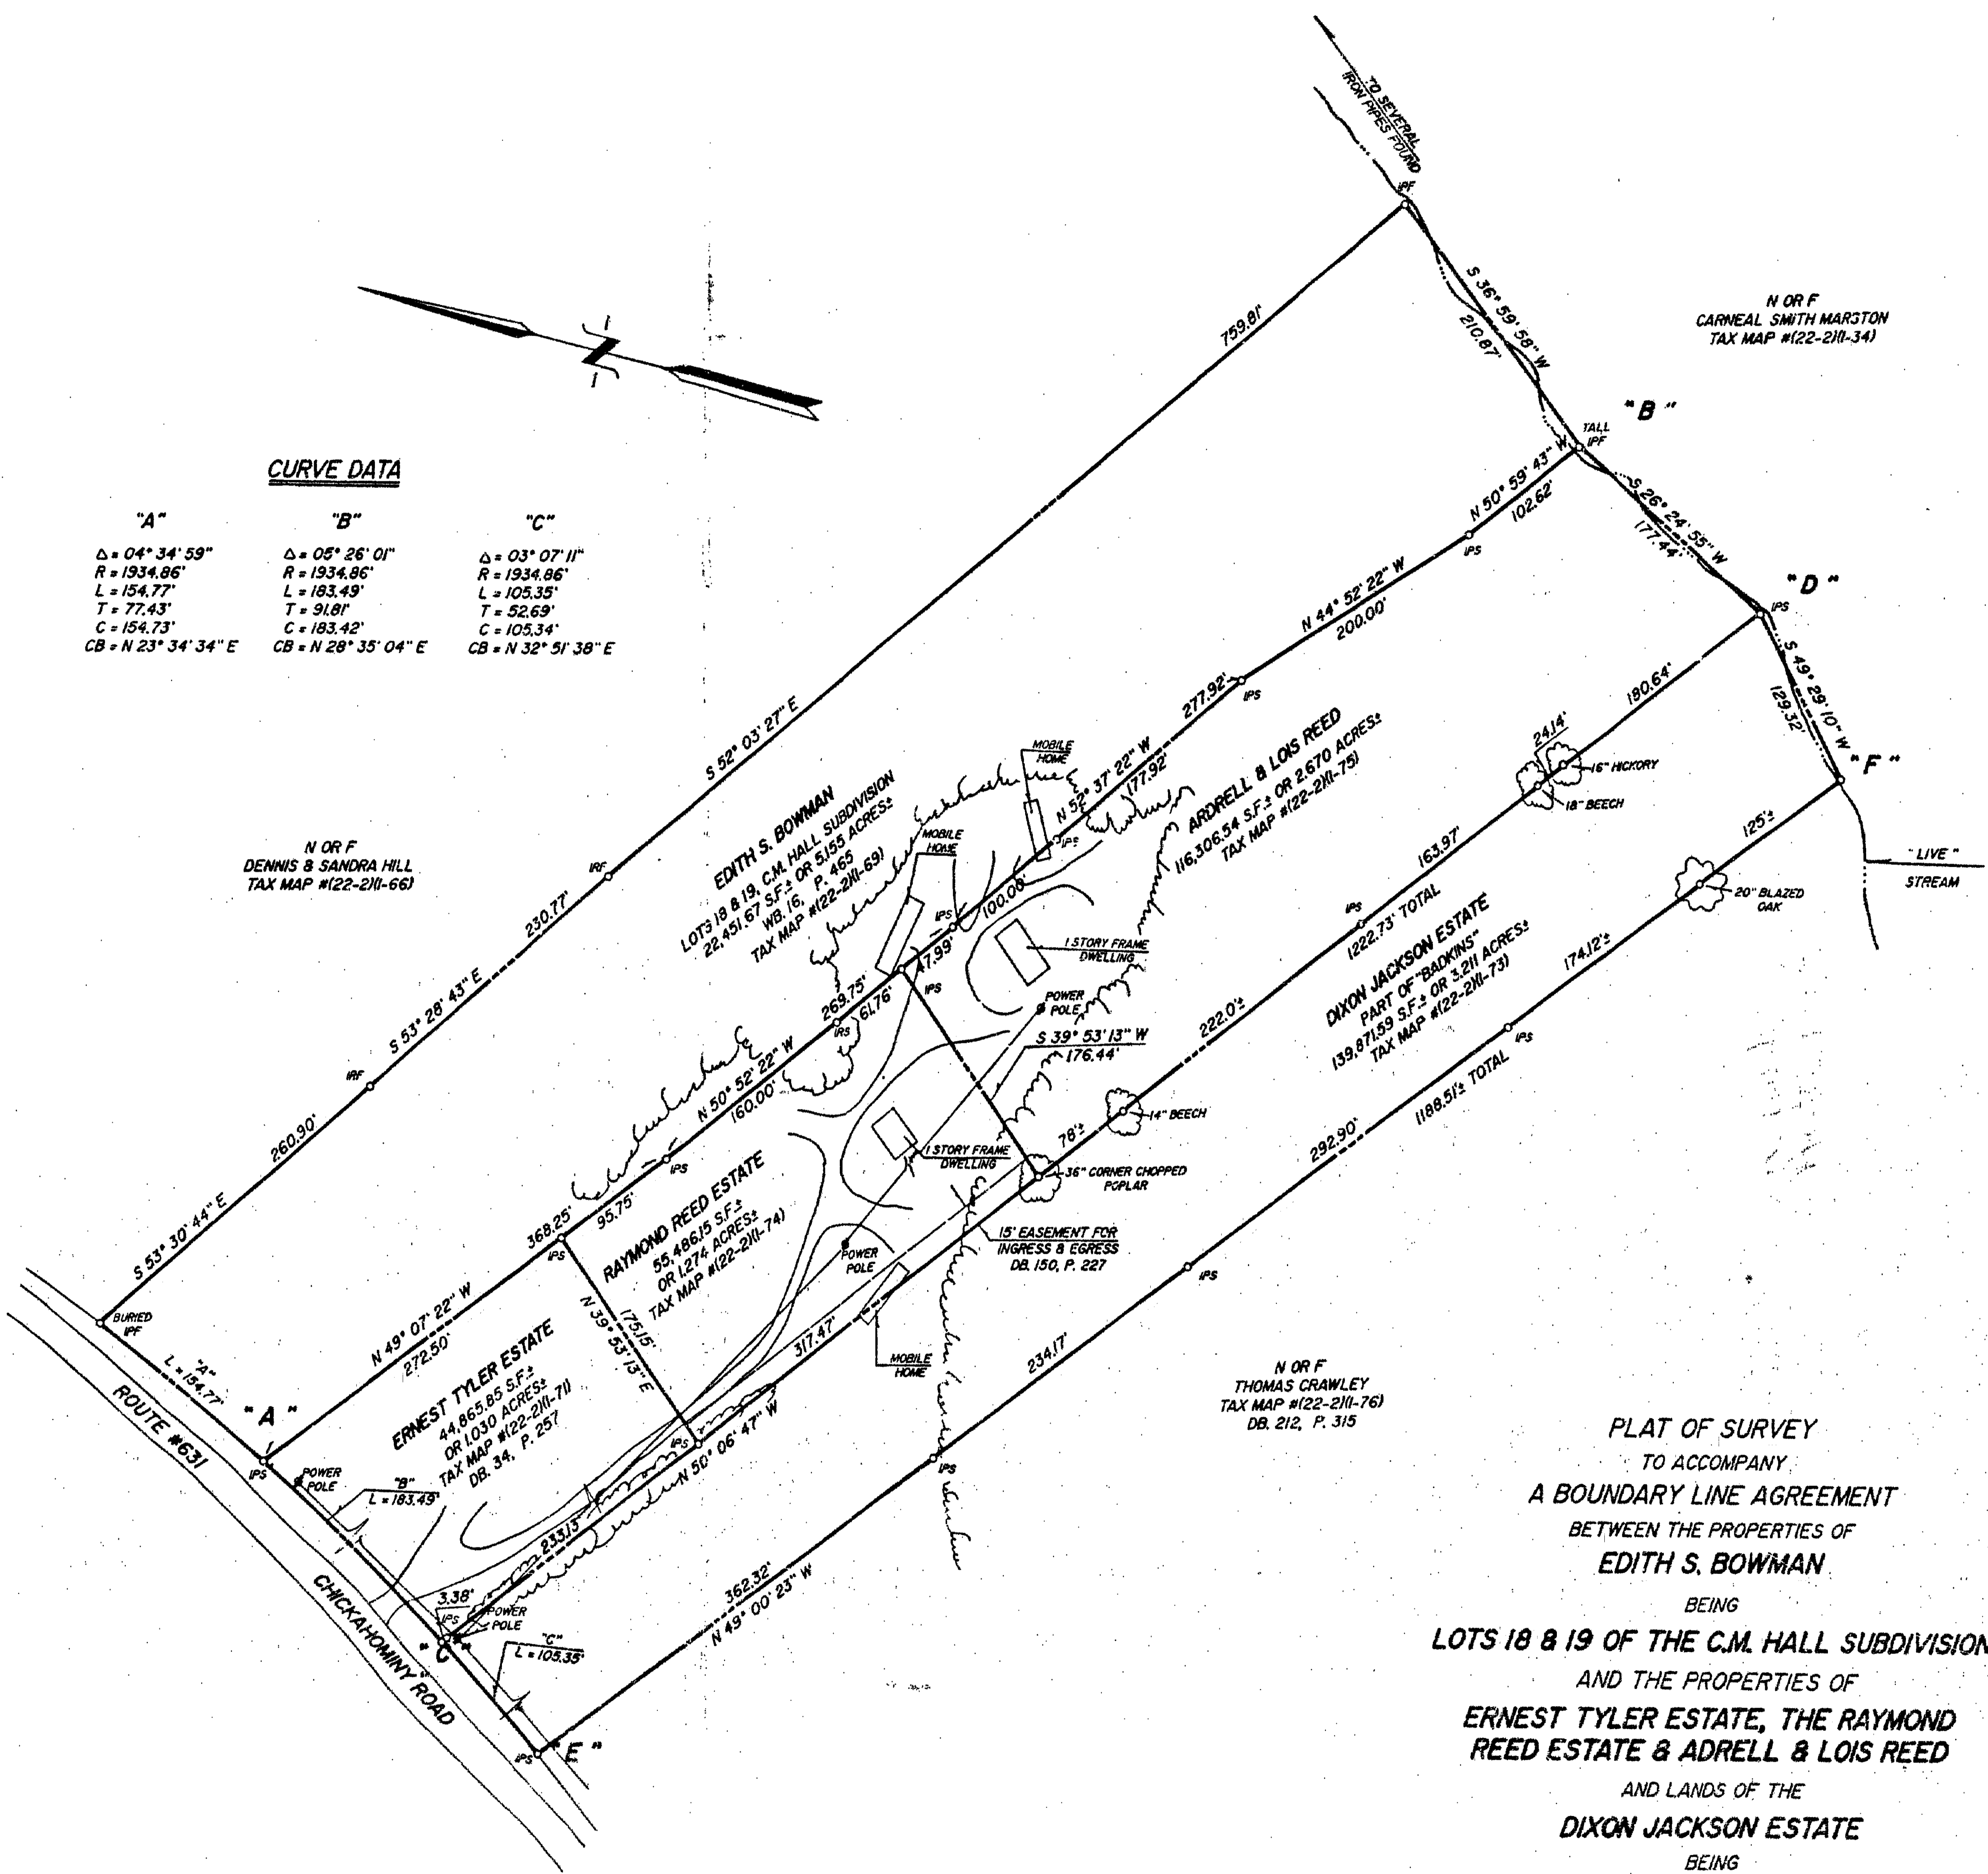 TO SEVERAL
IRON PIPES FOUND
IPF
S 36° 59' 58" W
210.87'
N OR F
CARNEAL SMITH MARSTON
TAX MAP #(22-2)(1-34)
"B"
TALL
IPF
759.81'
S 52° 03' 27" E
N
CURVE DATA
"A"
Δ = 04° 34' 59"
R = 1934.86'
L = 154.77'
T = 77.43'
C = 154.73'
CB = N 23° 34' 34" E
"B"
Δ = 05° 26' 01"
R = 1934.86'
L = 183.49'
T = 91.81'
C = 183.42'
CB = N 28° 35' 04" E
"C"
Δ = 03° 07' 11"
R = 1934.86'
L = 105.35'
T = 52.69'
C = 105.34'
CB = N 32° 51' 38" E
N 50° 59' 43" W
102.62'
IPS
S 26° 24' 55" W
177.44'
"D"
IPS
S 49° 29' 10" W
129.32'
"F"
"LIVE"
STREAM
N 44° 52' 22" W
200.00'
IPS
277.92'
N 52° 37' 22" W
177.92'
IPS
100.00'
IPS
47.99'
IPS
MOBILE
HOME
MOBILE
HOME
EDITH S. BOWMAN
LOTS 18 & 19, C.M. HALL SUBDIVISION
22,451.67 S.F.± OR 5.155 ACRES±
WB. 16, P. 465
TAX MAP #(22-2)(1-69)
ARDRELL & LOIS REED
116,306.54 S.F.± OR 2.670 ACRES±
TAX MAP #(22-2)(1-75)
180.64'
24.14'
16" HICKORY
18" BEECH
163.97'
IPS
1222.73' TOTAL
222.0'±
125'±
20" BLAZED
OAK
174.12'±
IPS
1188.51'± TOTAL
292.90'
IPS
DIXON JACKSON ESTATE
PART OF "BADKINS"
139,871.59 S.F.± OR 3.211 ACRES±
TAX MAP #(22-2)(1-73)
N OR F
DENNIS & SANDRA HILL
TAX MAP #(22-2)(1-66)
IRF
230.77'
S 53° 28' 43" E
IRF
260.90'
S 53° 30' 44" E
BURIED
IPF
1 STORY FRAME
DWELLING
POWER
POLE
S 39° 53' 13" W
176.44'
269.75'
61.76'
IRS
N 50° 52' 22" W
160.00'
IPS
14" BEECH
78'±
36" CORNER CHOPPED
POPLAR
1 STORY FRAME
DWELLING
15' EASEMENT FOR
INGRESS & EGRESS
DB. 150, P. 227
368.25'
95.75'
IPS
RAYMOND REED ESTATE
55,486.15 S.F.±
OR 1.274 ACRES±
TAX MAP #(22-2)(1-74)
POWER
POLE
MOBILE
HOME
317.47'
N 49° 07' 22" W
272.50'
175.15'
N 39° 53' 13" E
ERNEST TYLER ESTATE
44,865.85 S.F.±
OR 1.030 ACRES±
TAX MAP #(22-2)(1-71)
DB. 34, P. 257
IPS
N 50° 06' 47" W
233.13'
234.17'
IPS
N OR F
THOMAS CRAWLEY
TAX MAP #(22-2)(1-76)
DB. 212, P. 315
"A"
L = 154.77'
ROUTE #631
"A"
IPS
POWER
POLE
"B"
L = 183.49'
CHICKAHOMINY ROAD
3.38'
IPS
POWER
POLE
"C"
"C"
L = 105.35'
362.32'
N 49° 00' 23" W
IPS
"E"
PLAT OF SURVEY
TO ACCOMPANY
A BOUNDARY LINE AGREEMENT
BETWEEN THE PROPERTIES OF
EDITH S. BOWMAN
BEING
LOTS 18 & 19 OF THE C.M. HALL SUBDIVISION
AND THE PROPERTIES OF
ERNEST TYLER ESTATE, THE RAYMOND
REED ESTATE & ADRELL & LOIS REED
AND LANDS OF THE
DIXON JACKSON ESTATE
BEING